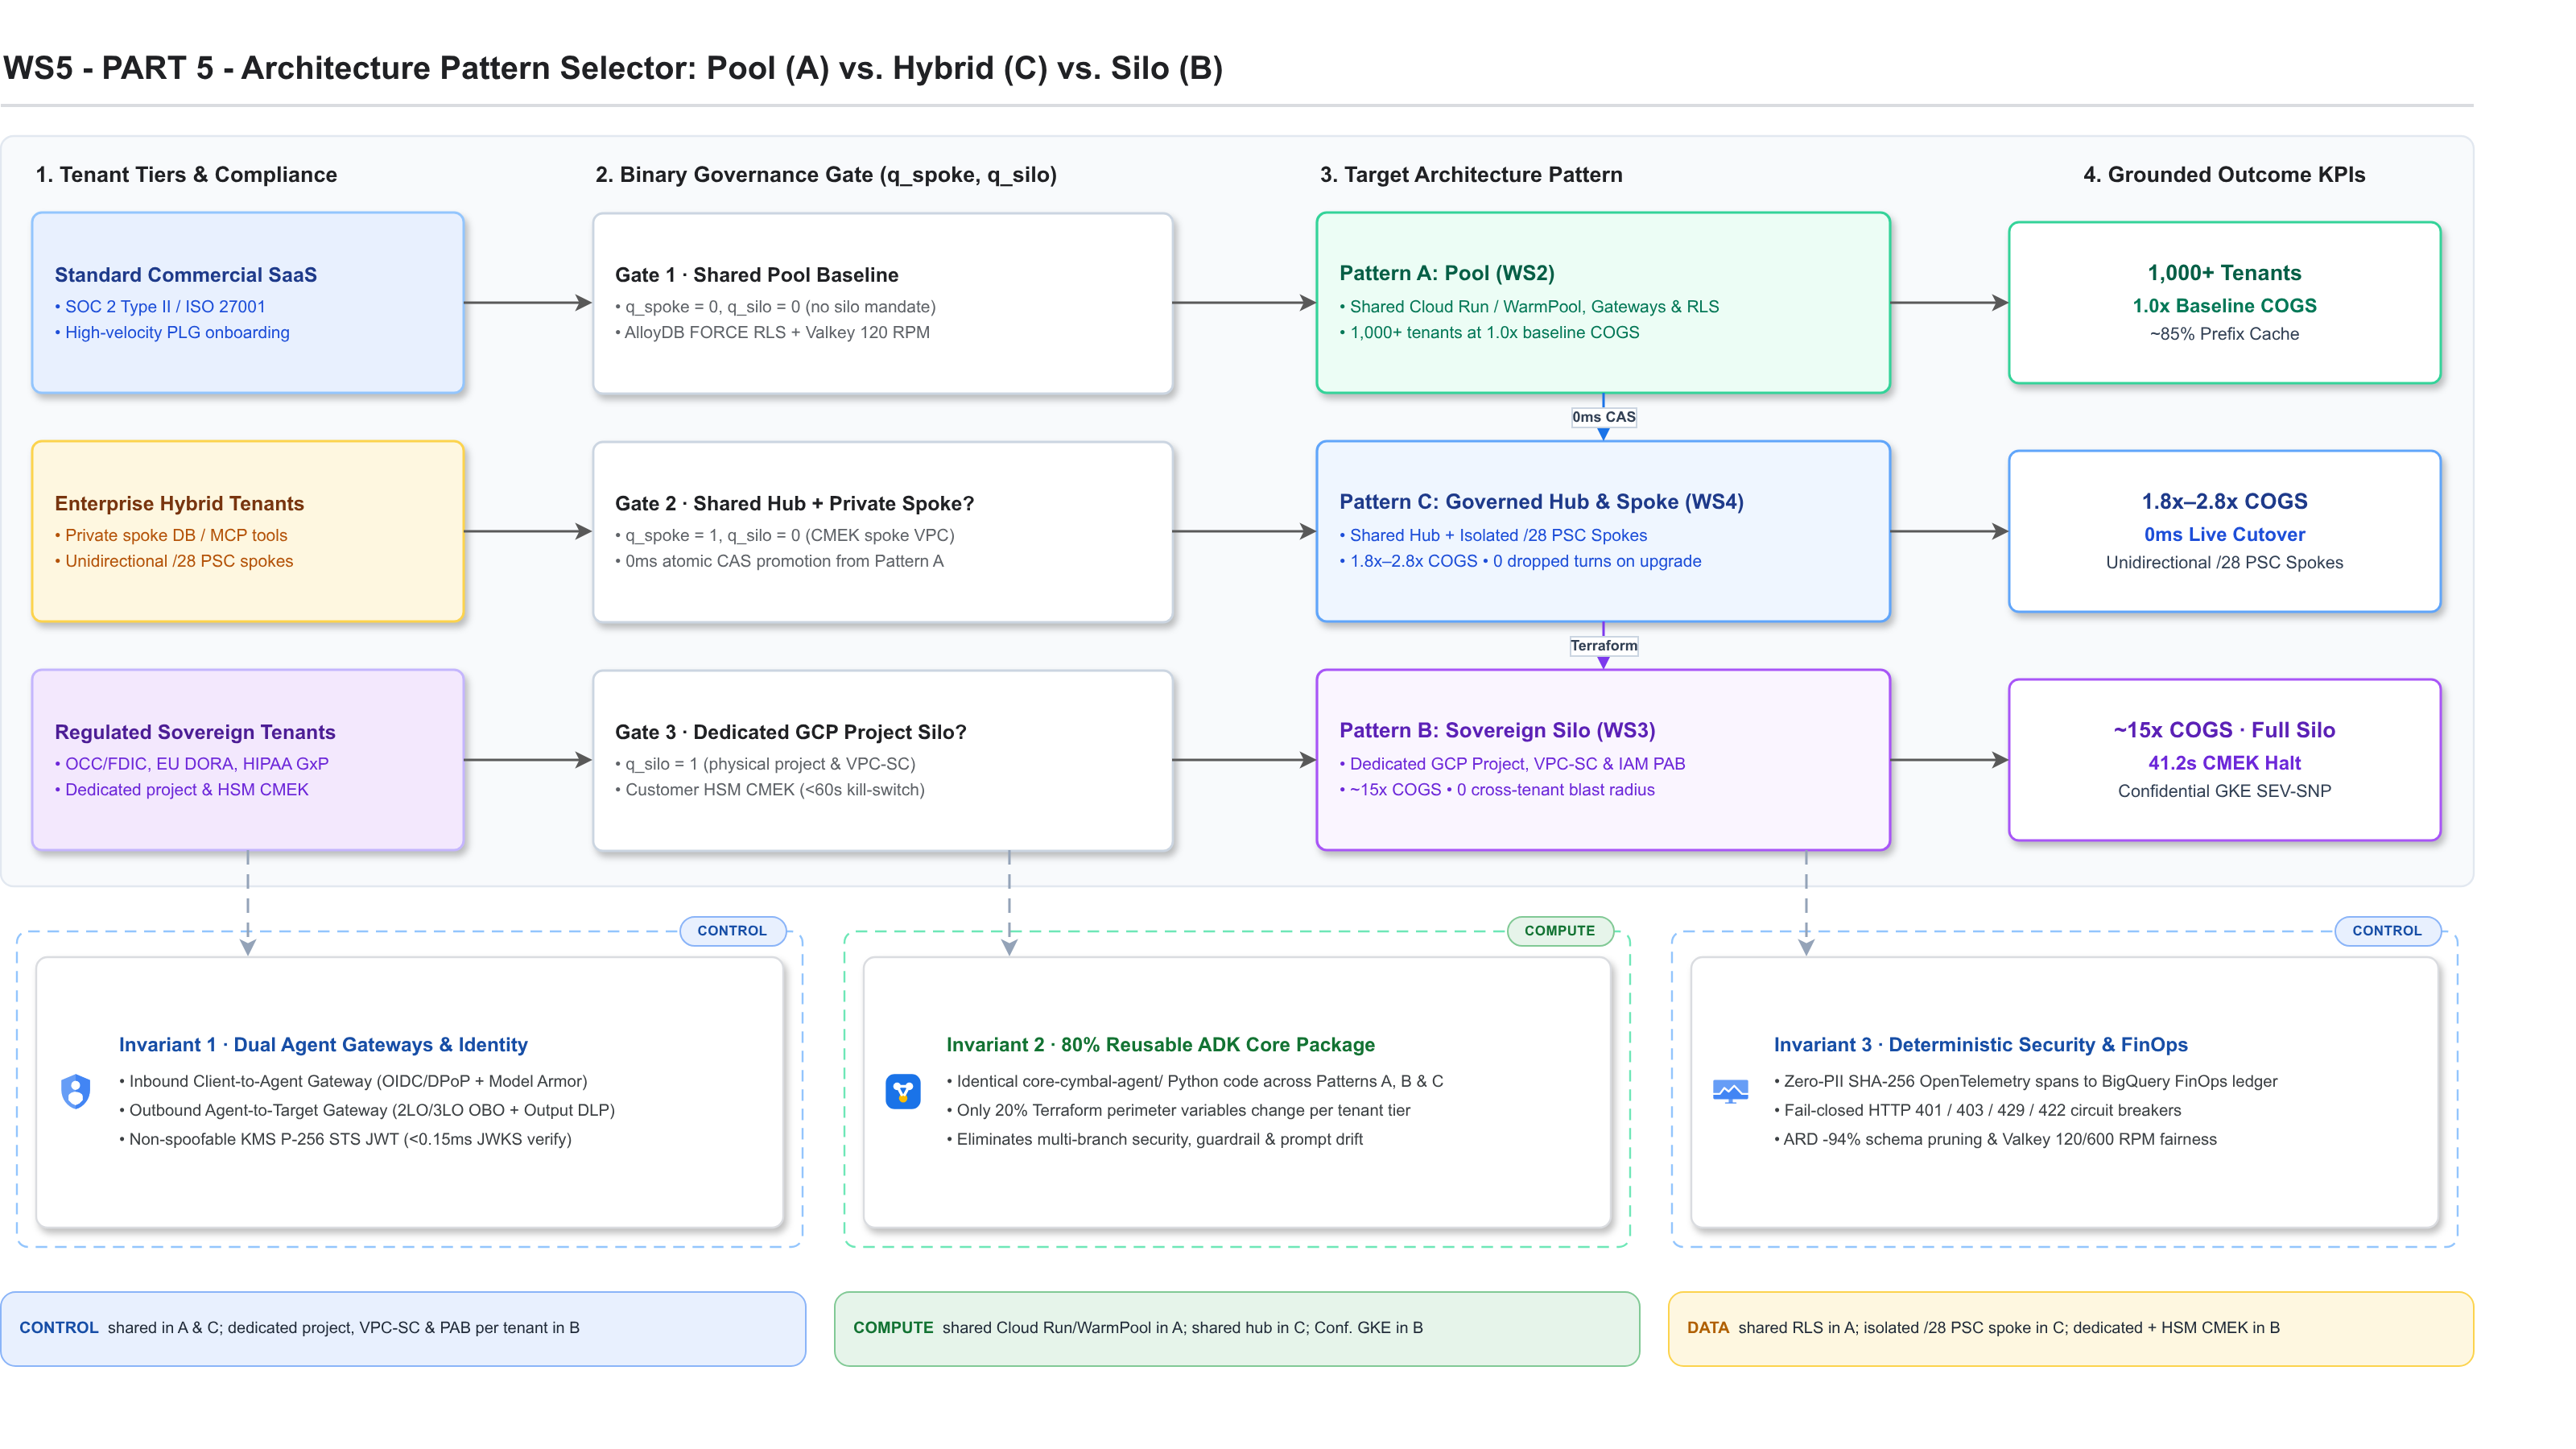 WS5 - PART 5 - Architecture Pattern Selector: Pool (A) vs. Hybrid (C) vs. Silo (B)
1. Tenant Tiers & Compliance
2. Binary Governance Gate (q_spoke, q_silo)
3. Target Architecture Pattern
4. Grounded Outcome KPIs
Standard Commercial SaaS
• SOC 2 Type II / ISO 27001
• High-velocity PLG onboarding
Gate 1 · Shared Pool Baseline
• q_spoke = 0, q_silo = 0 (no silo mandate)
• AlloyDB FORCE RLS + Valkey 120 RPM
Pattern A: Pool (WS2)
• Shared Cloud Run / WarmPool, Gateways & RLS
• 1,000+ tenants at 1.0x baseline COGS
1,000+ Tenants
1.0x Baseline COGS
~85% Prefix Cache
0ms CAS
Enterprise Hybrid Tenants
• Private spoke DB / MCP tools
• Unidirectional /28 PSC spokes
Gate 2 · Shared Hub + Private Spoke?
• q_spoke = 1, q_silo = 0 (CMEK spoke VPC)
• 0ms atomic CAS promotion from Pattern A
Pattern C: Governed Hub & Spoke (WS4)
• Shared Hub + Isolated /28 PSC Spokes
• 1.8x–2.8x COGS • 0 dropped turns on upgrade
1.8x–2.8x COGS
0ms Live Cutover
Unidirectional /28 PSC Spokes
Terraform
Regulated Sovereign Tenants
• OCC/FDIC, EU DORA, HIPAA GxP
• Dedicated project & HSM CMEK
Gate 3 · Dedicated GCP Project Silo?
• q_silo = 1 (physical project & VPC-SC)
• Customer HSM CMEK (<60s kill-switch)
Pattern B: Sovereign Silo (WS3)
• Dedicated GCP Project, VPC-SC & IAM PAB
• ~15x COGS • 0 cross-tenant blast radius
~15x COGS · Full Silo
41.2s CMEK Halt
Confidential GKE SEV-SNP
CONTROL
Invariant 1 · Dual Agent Gateways & Identity
• Inbound Client-to-Agent Gateway (OIDC/DPoP + Model Armor)
• Outbound Agent-to-Target Gateway (2LO/3LO OBO + Output DLP)
• Non-spoofable KMS P-256 STS JWT (<0.15ms JWKS verify)
COMPUTE
Invariant 2 · 80% Reusable ADK Core Package
• Identical core-cymbal-agent/ Python code across Patterns A, B & C
• Only 20% Terraform perimeter variables change per tenant tier
• Eliminates multi-branch security, guardrail & prompt drift
CONTROL
Invariant 3 · Deterministic Security & FinOps
• Zero-PII SHA-256 OpenTelemetry spans to BigQuery FinOps ledger
• Fail-closed HTTP 401 / 403 / 429 / 422 circuit breakers
• ARD -94% schema pruning & Valkey 120/600 RPM fairness
CONTROL shared in A & C; dedicated project, VPC-SC & PAB per tenant in B
COMPUTE shared Cloud Run/WarmPool in A; shared hub in C; Conf. GKE in B
DATA shared RLS in A; isolated /28 PSC spoke in C; dedicated + HSM CMEK in B